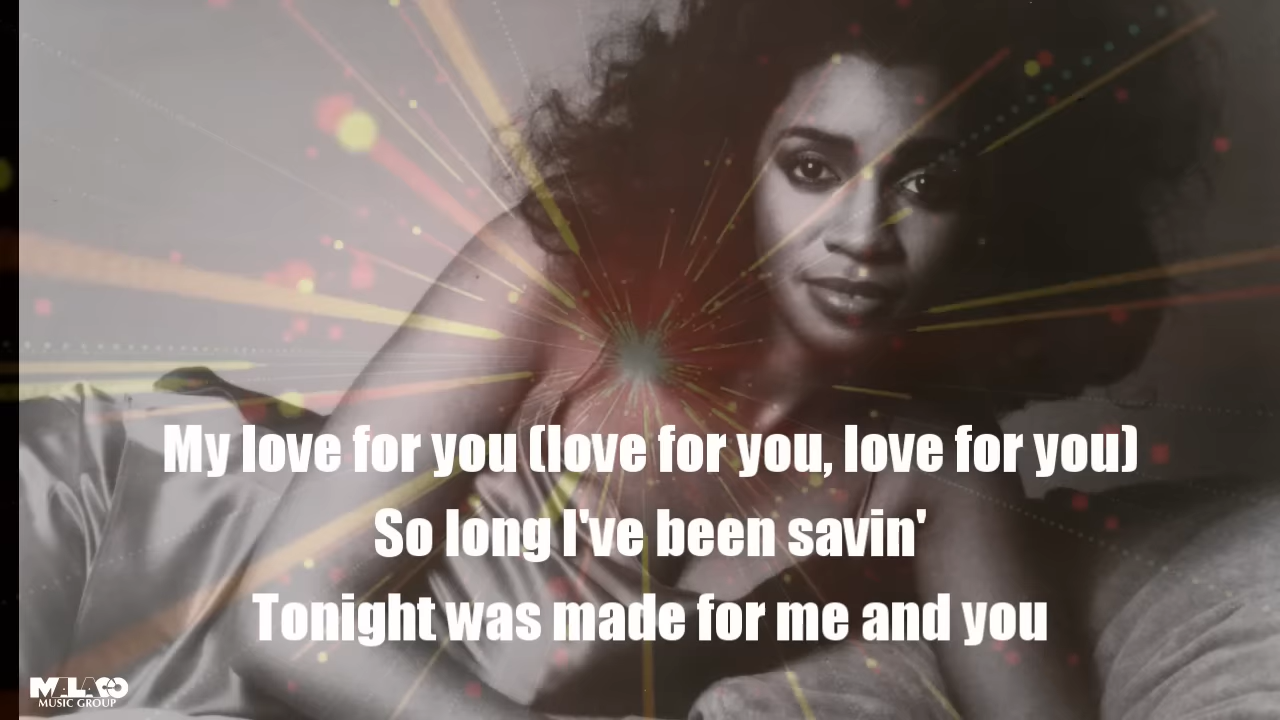 My love for you (love for you, love for you)
So long I've been savin'
Tonight was made for me and you
MALACO
MUSIC GROUP